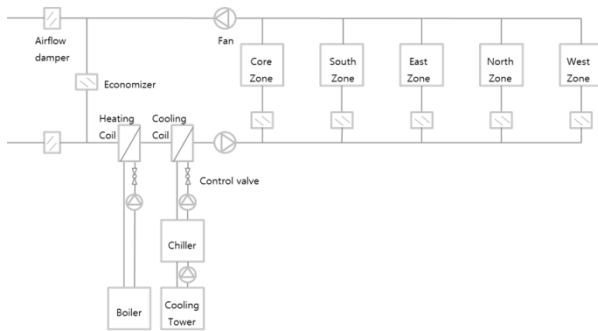 Airflow
damper
Fan
Core
Zone
South
Zone
East
Zone
North
Zone
West
Zone
Economizer
Heating
Coil
Cooling
Coil
Control valve
Chiller
Boiler
Cooling
Tower